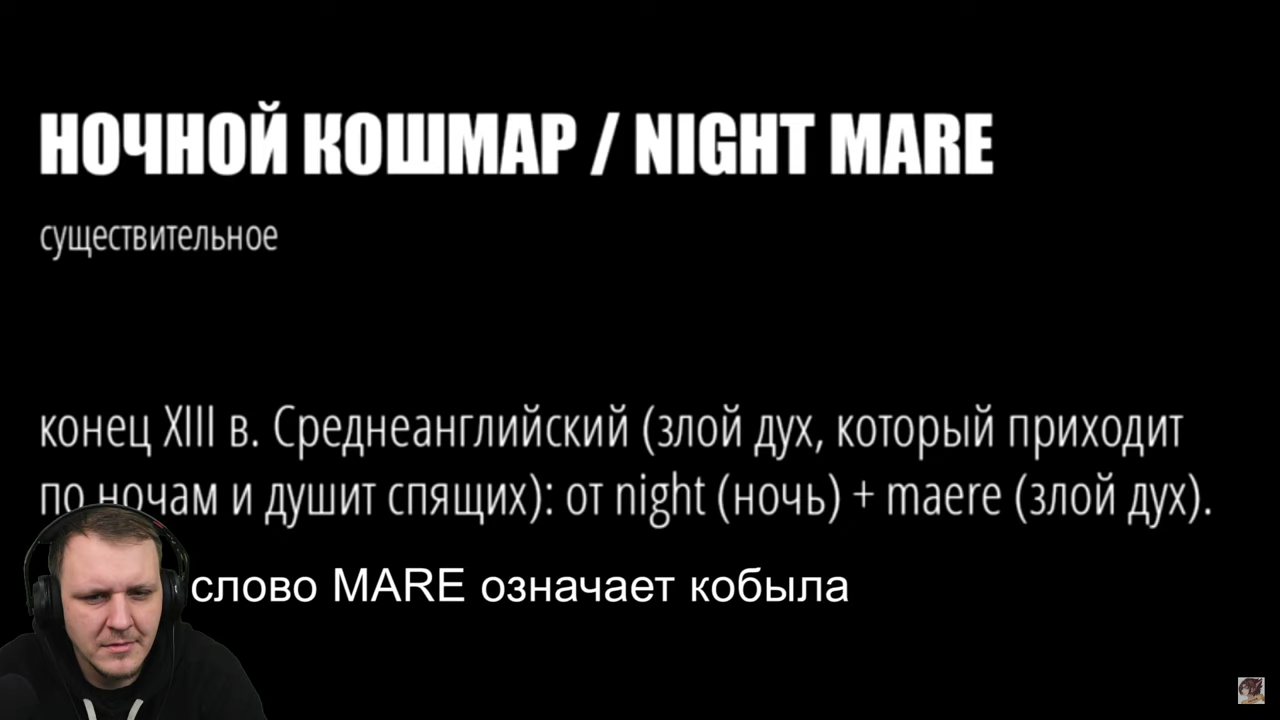 НОЧНОЙ КОШМАР / NIGHT MARE
существительное
конец XIII в. Среднеанглийский (злой дух, который приходит
по ночам и душит спящих): от night (ночь) + maere (злой дух).
слово MARE означает кобыла